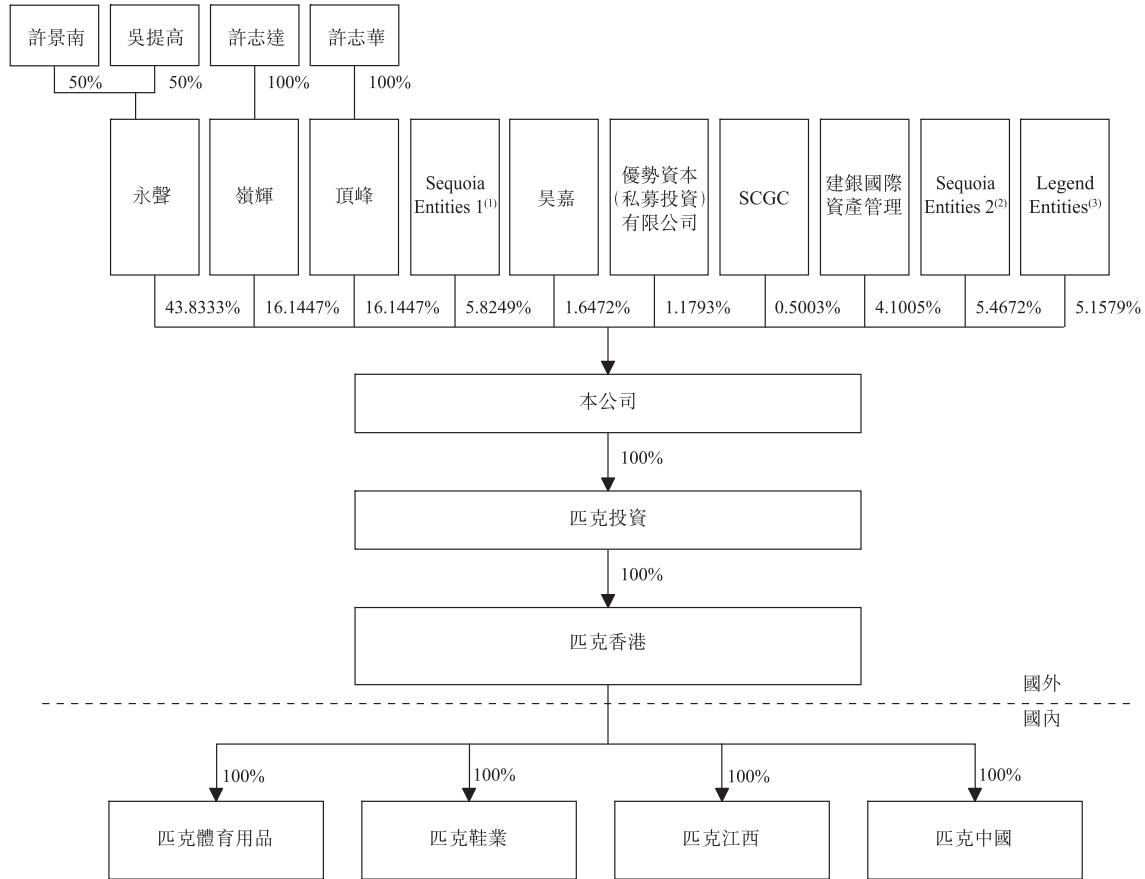 許景南
吳提高
許志達
許志華
50%
50%
100%
100%
永聲
嶺輝
頂峰
Sequoia
Entities 1(1)
昊嘉
優勢資本
(私募投資)
有限公司
SCGC
建銀國際
資產管理
Sequoia
Entities 2(2)
Legend
Entities(3)
43.8333%
16.1447%
16.1447%
5.8249%
1.6472%
1.1793%
0.5003%
4.1005%
5.4672%
5.1579%
本公司
100%
匹克投資
100%
匹克香港
國外
國內
100%
100%
100%
100%
匹克體育用品
匹克鞋業
匹克江西
匹克中國